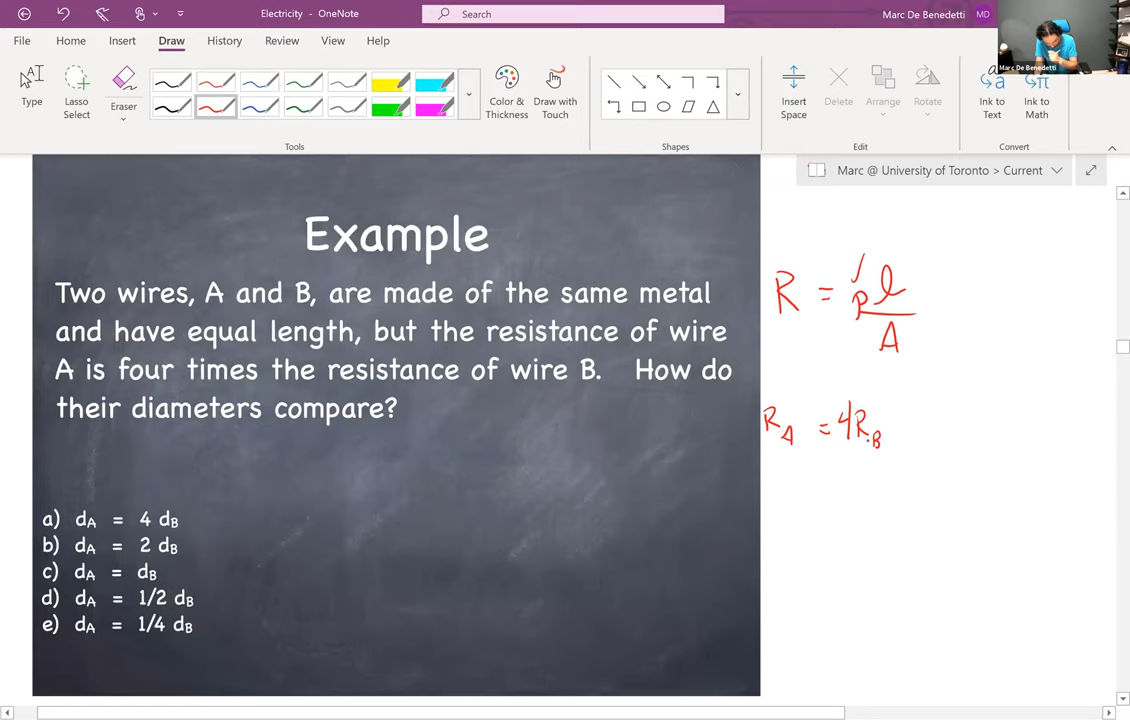 Electricity - OneNote
Search
Marc De Benedetti
MD
File Home Insert Draw History Review View Help
Marc De Benedetti
Type
Lasso Select
Eraser
Color & Thickness
Draw with Touch
Insert Space
Delete
Arrange
Rotate
Ink to Text
Ink to Math
Tools
Shapes
Edit
Convert
Marc @ University of Toronto > Current
Example
Two wires, A and B, are made of the same metal
and have equal length, but the resistance of wire
A is four times the resistance of wire B. How do
their diameters compare?
a) dA = 4 dB
b) dA = 2 dB
c) dA = dB
d) dA = 1/2 dB
e) dA = 1/4 dB
R = ρl / A
RA = 4RB